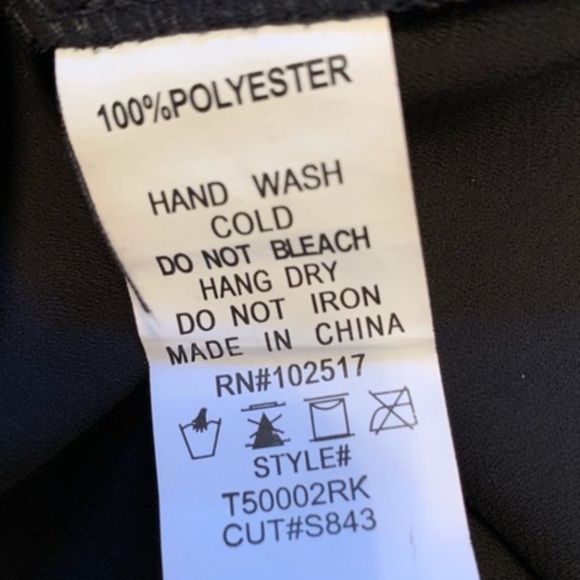 100%POLYESTER
HAND WASH
COLD
DO NOT BLEACH
HANG DRY
DO NOT IRON
MADE IN CHINA
RN#102517
STYLE#
T50002RK
CUT#S843